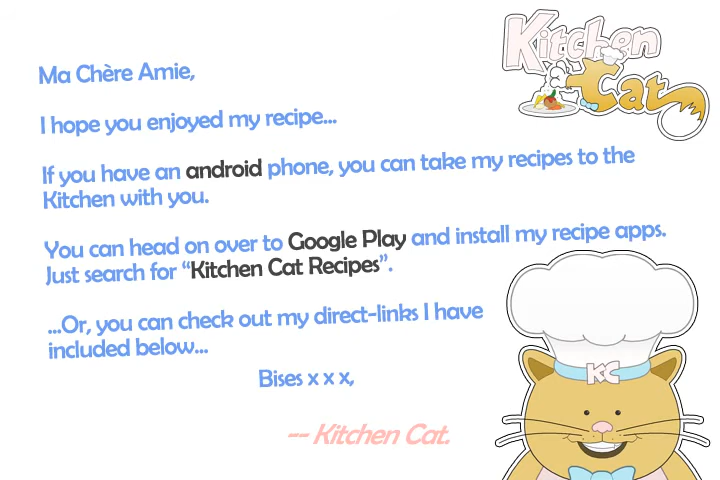 Kitchen
Cat
Ma Chère Amie,
I hope you enjoyed my recipe...
If you have an android phone, you can take my recipes to the
Kitchen with you.
You can head on over to Google Play and install my recipe apps.
Just search for “Kitchen Cat Recipes”.
...Or, you can check out my direct-links I have
included below...
Bises x x x,
-- Kitchen Cat.
KC